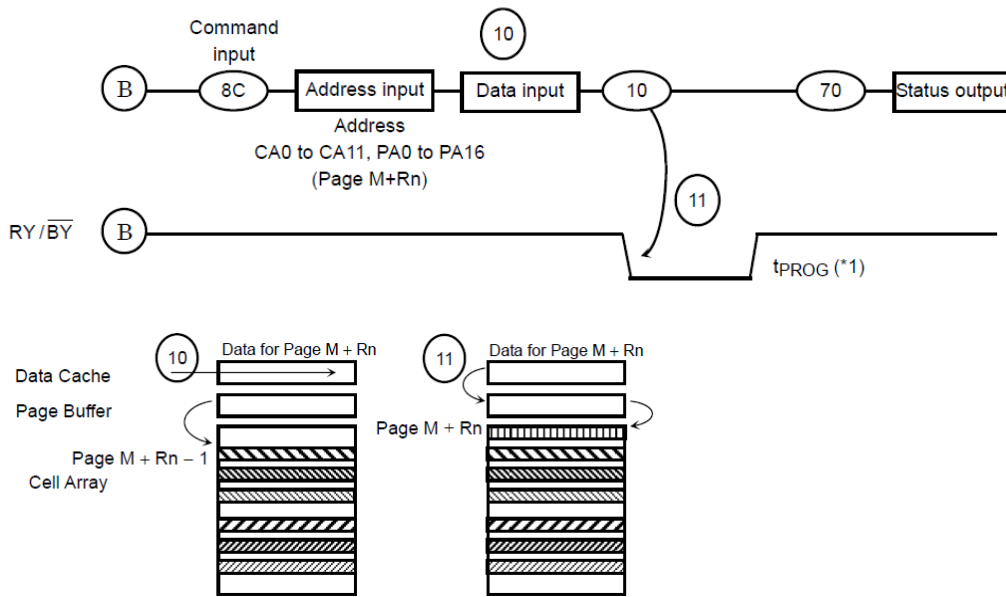 10
Command
input
B
8C
Address input
Data input
10
70
Status output
Address
CA0 to CA11, PA0 to PA16
(Page M+Rn)
11
RY / BY
B
tPROG (*1)
10
Data for Page M + Rn
11
Data for Page M + Rn
Data Cache
Page Buffer
Page M + Rn
Page M + Rn − 1
Cell Array